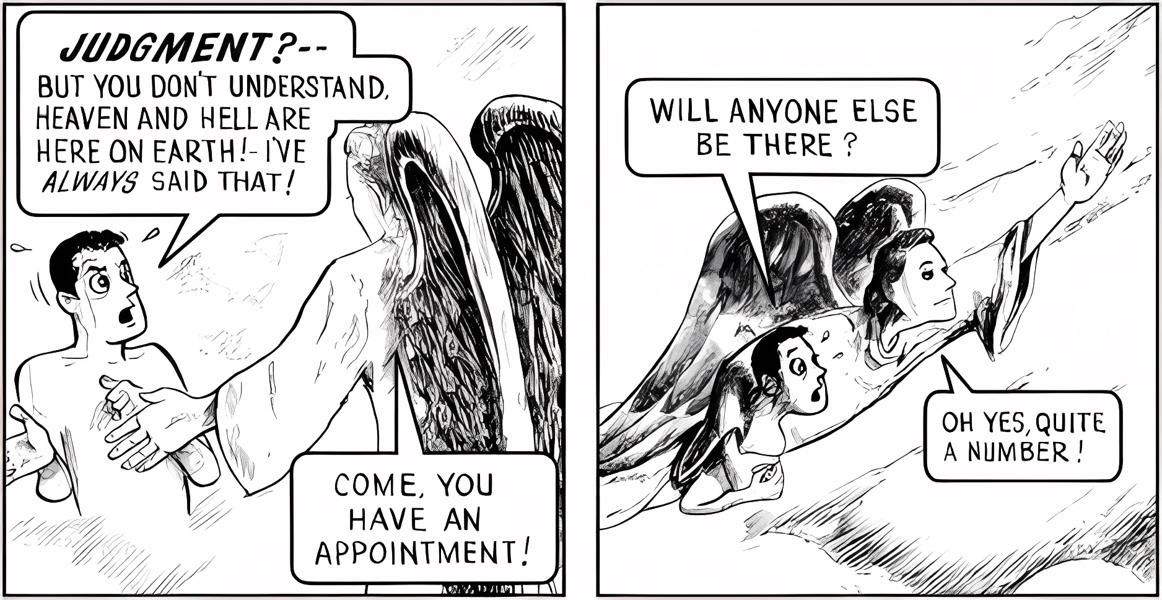 JUDGMENT?--
BUT YOU DON'T UNDERSTAND,
HEAVEN AND HELL ARE
HERE ON EARTH!- I'VE
ALWAYS SAID THAT!
COME, YOU
HAVE AN
APPOINTMENT!
WILL ANYONE ELSE
BE THERE?
OH YES, QUITE
A NUMBER!